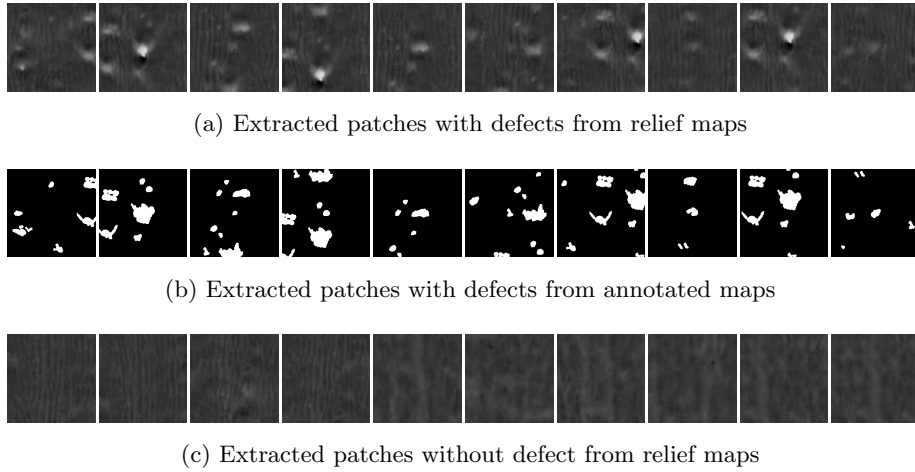 (a) Extracted patches with defects from relief maps
(b) Extracted patches with defects from annotated maps
(c) Extracted patches without defect from relief maps